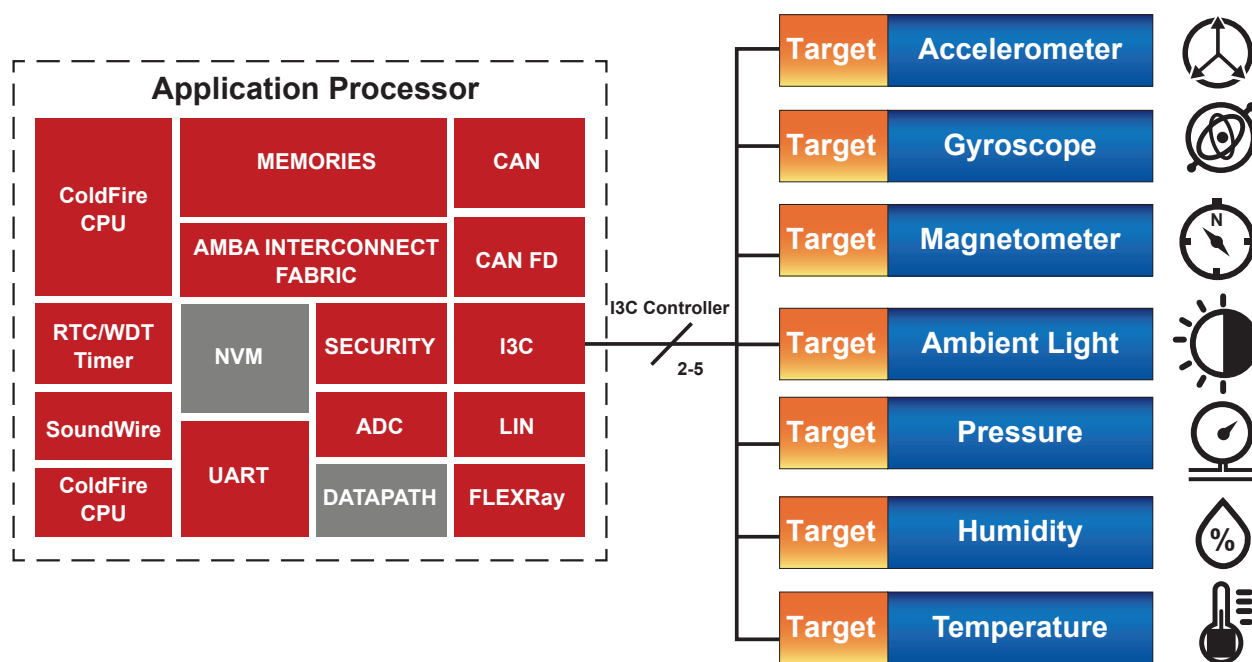 Application Processor
ColdFire
CPU
MEMORIES
CAN
AMBA INTERCONNECT
FABRIC
CAN FD
RTC/WDT
Timer
NVM
SECURITY
I3C
SoundWire
UART
ADC
LIN
ColdFire
CPU
DATAPATH
FLEXRay
I3C Controller
2-5
Target
Accelerometer
Target
Gyroscope
Target
Magnetometer
N
Target
Ambient Light
Target
Pressure
Target
Humidity
%
Target
Temperature